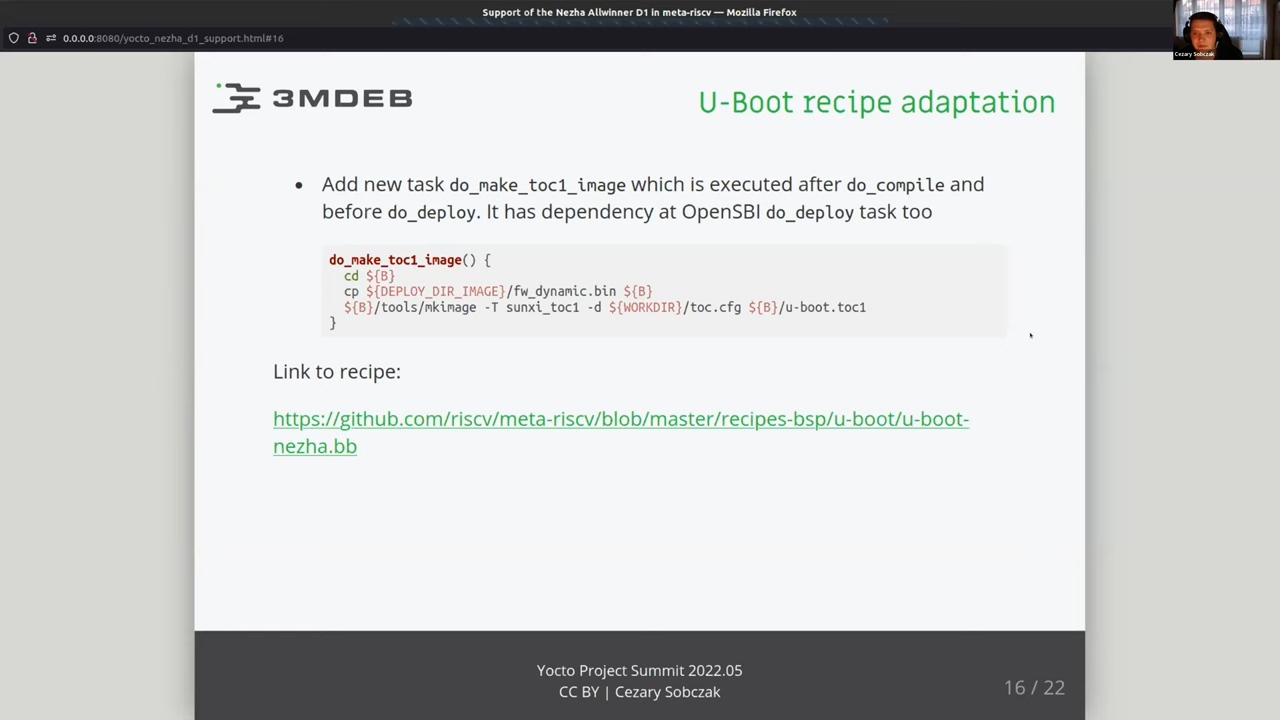 Support of the Nezha Allwinner D1 in meta-riscv — Mozilla Firefox
0.0.0.0:8080/yocto_nezha_d1_support.html#16
Cezary Sobczak
3MDEB
U-Boot recipe adaptation
• Add new task do_make_toc1_image which is executed after do_compile and
before do_deploy. It has dependency at OpenSBI do_deploy task too
do_make_toc1_image() {
cd ${B}
cp ${DEPLOY_DIR_IMAGE}/fw_dynamic.bin ${B}
${B}/tools/mkimage -T sunxi_toc1 -d ${WORKDIR}/toc.cfg ${B}/u-boot.toc1
}
Link to recipe:
https://github.com/riscv/meta-riscv/blob/master/recipes-bsp/u-boot/u-boot-
nezha.bb
Yocto Project Summit 2022.05
CC BY | Cezary Sobczak
16 / 22